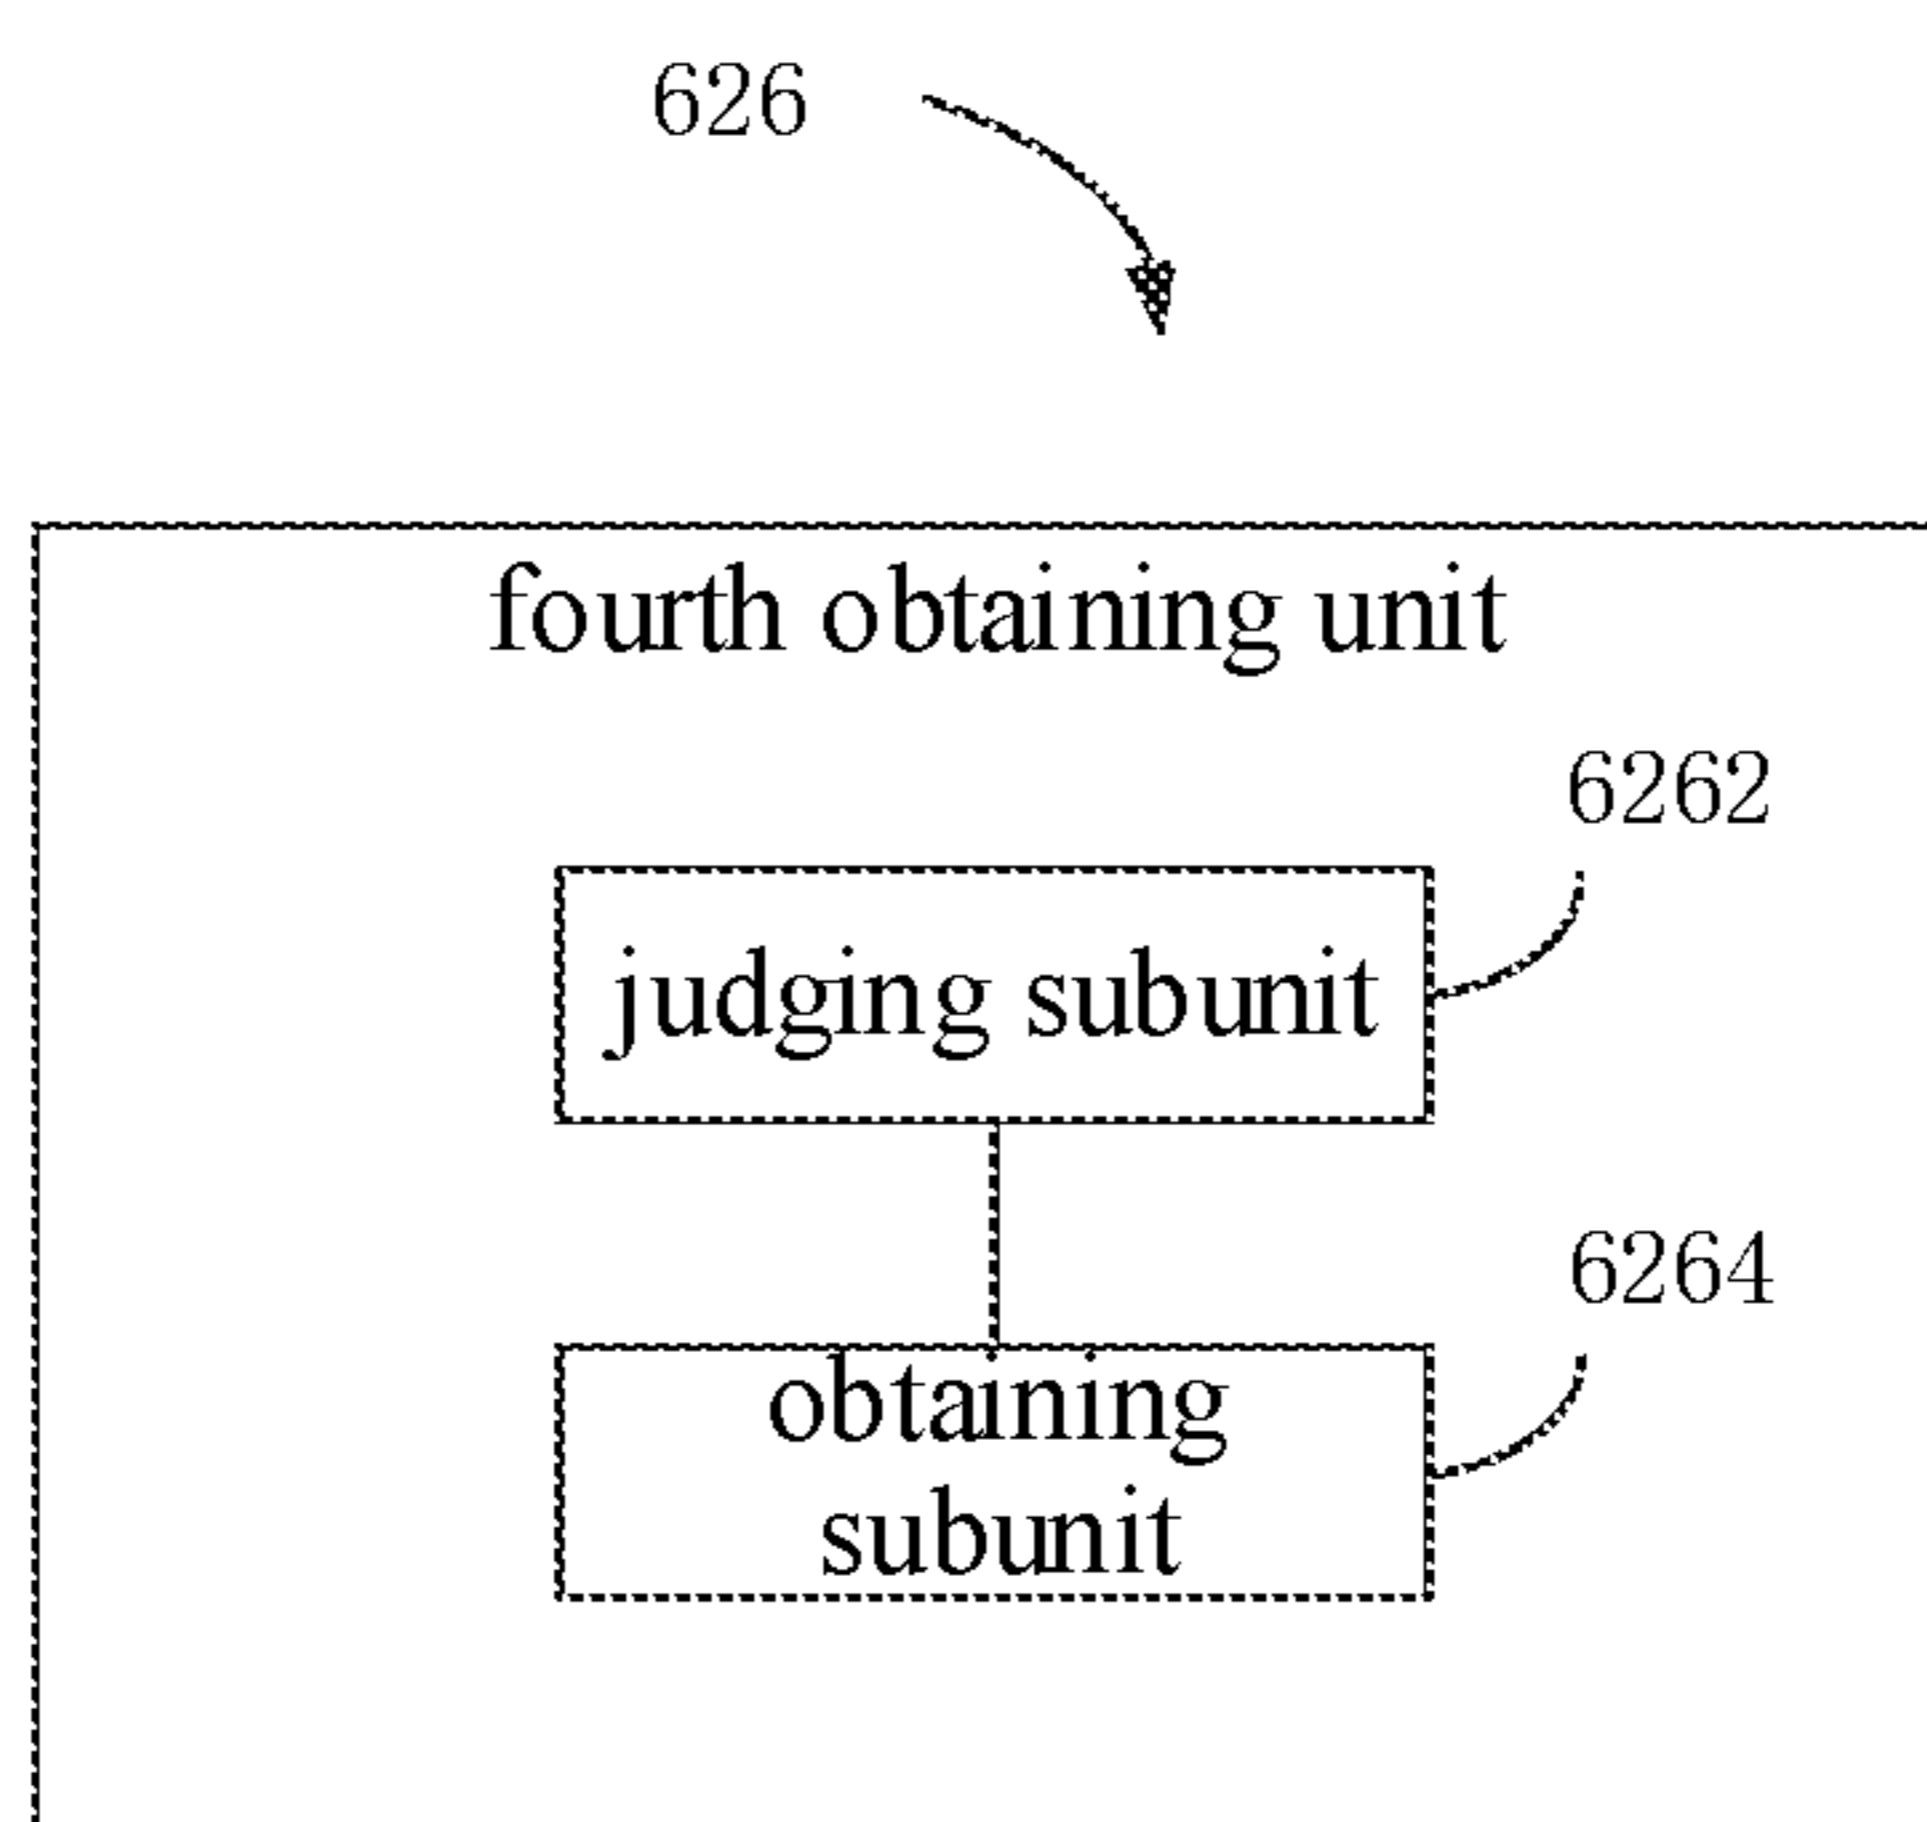 626
fourth obtaining unit
6262
judging subunit
6264
obtaining
subunit